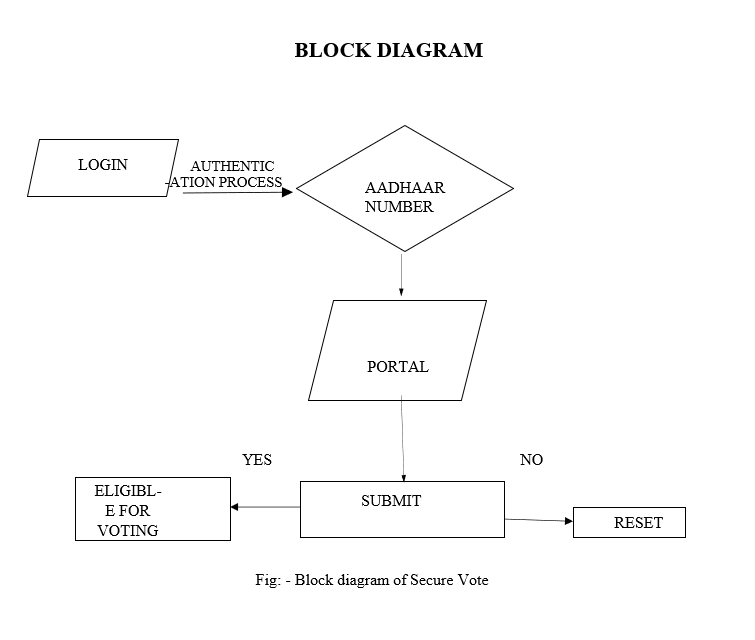 BLOCK DIAGRAM
LOGIN
AUTHENTIC
-ATION PROCESS
AADHAAR
NUMBER
PORTAL
YES
NO
ELIGIBL-
E FOR
VOTING
SUBMIT
RESET
Fig: - Block diagram of Secure Vote